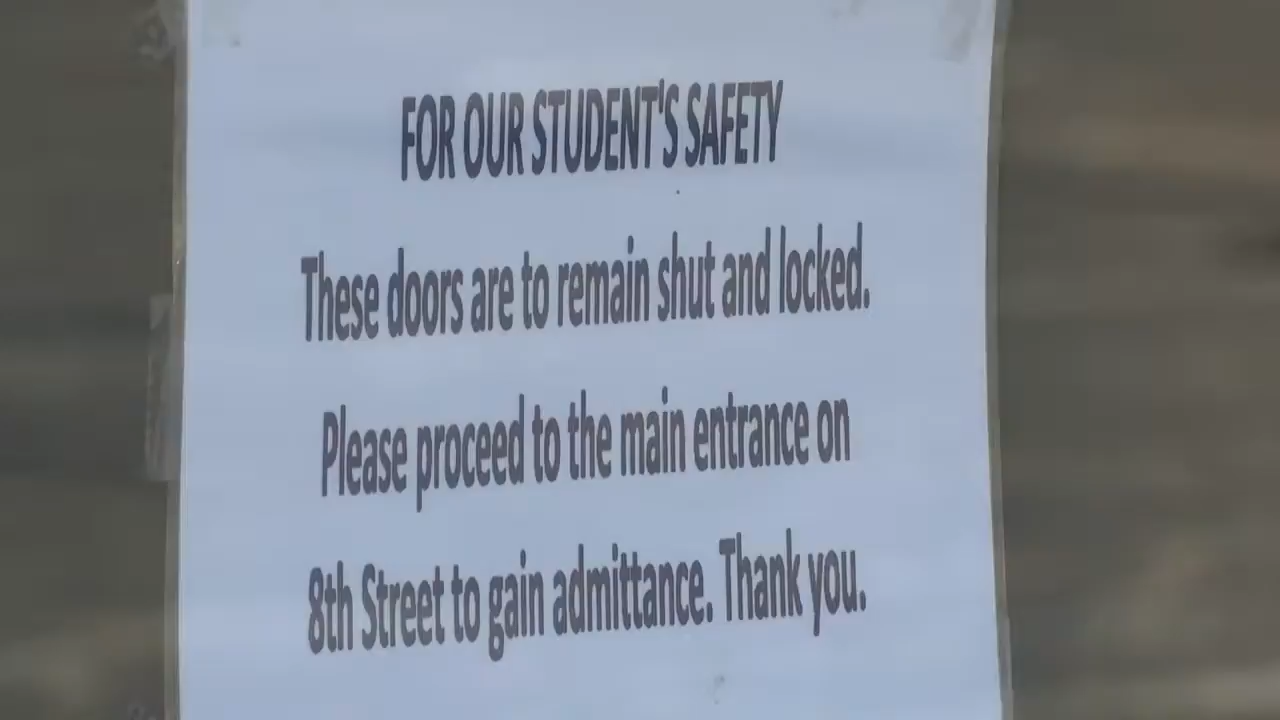 FOR OUR STUDENT'S SAFETY
These doors are to remain shut and locked.
Please proceed to the main entrance on
8th Street to gain admittance. Thank you.